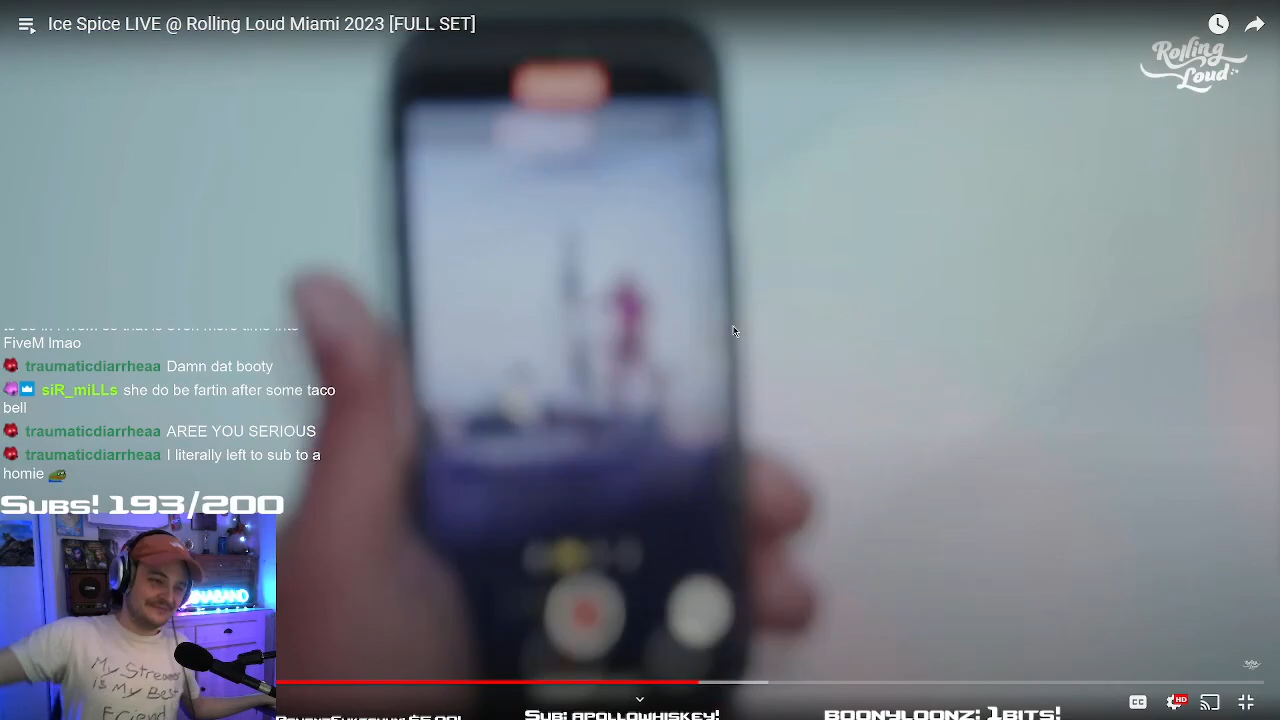 Ice Spice LIVE @ Rolling Loud Miami 2023 [FULL SET]
Rolling
Loud
FiveM lmao
traumaticdiarrheaa Damn dat booty
siR_miLLs she do be fartin after some taco
bell
traumaticdiarrheaa AREE YOU SERIOUS
traumaticdiarrheaa I literally left to sub to a
homie
Subs! 193/200
My Stream
is My Best
Friend
CC
HD
Sub: apollowhiskey!
boonyloonz: 1bits!